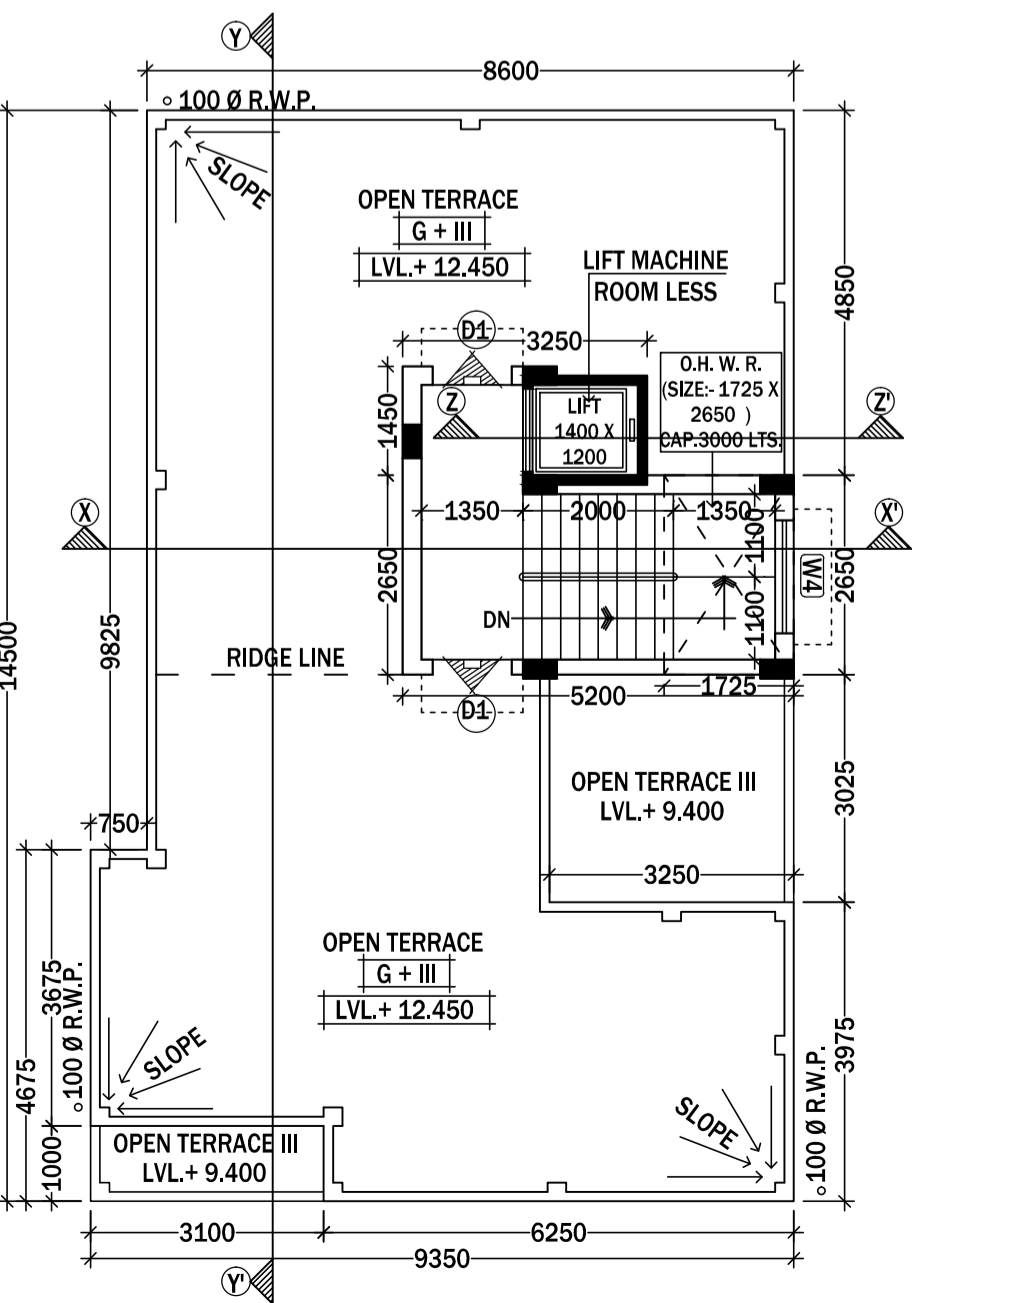 Y
8600
100 Ø R.W.P.
SLOPE
OPEN TERRACE
G + III
LVL.+ 12.450
LIFT MACHINE
ROOM LESS
4850
D1
3250
O.H. W. R.
(SIZE:- 1725 X
2650 )
CAP.3000 LTS.
LIFT
1400 X
1200
Z
Z'
1450
X
X'
1350
2000
1350
1100
2650
2650
W4
DN
1100
14500
9825
RIDGE LINE
1725
5200
D1
OPEN TERRACE III
LVL.+ 9.400
3025
750
3250
OPEN TERRACE
G + III
LVL.+ 12.450
3675
100 Ø R.W.P.
4675
SLOPE
3975
SLOPE
100 Ø R.W.P.
1000
OPEN TERRACE III
LVL.+ 9.400
3100
6250
9350
Y'